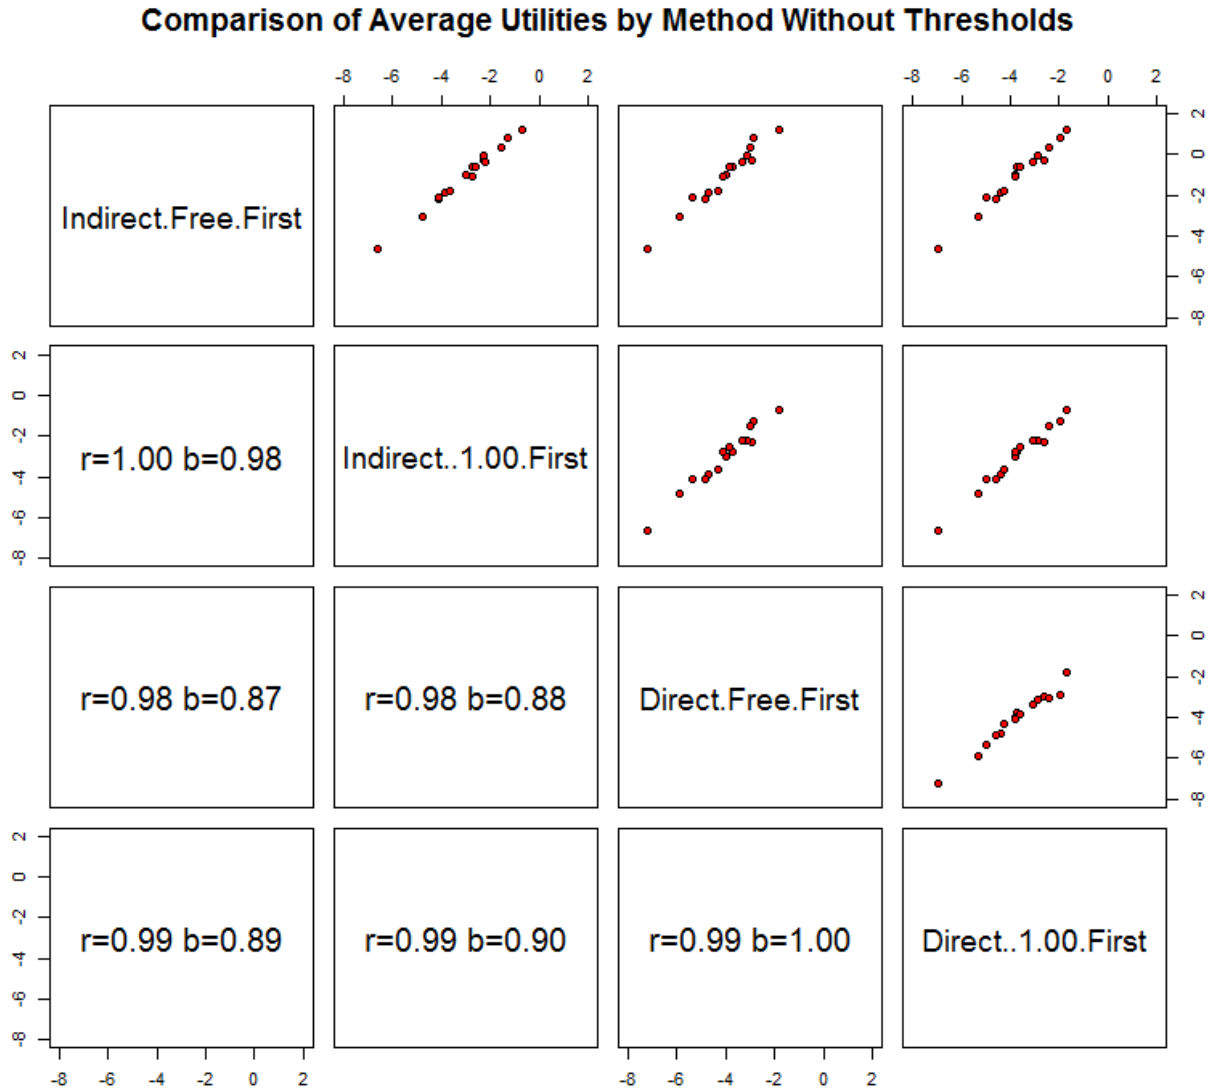 Comparison of Average Utilities by Method Without Thresholds
-8 -6 -4 -2 0 2
-8 -6 -4 -2 0 2
Indirect.Free.First
2
0
-2
-4
-6
-8
2
0
-2
-4
-6
-8
r=1.00 b=0.98
Indirect..1.00.First
r=0.98 b=0.87
r=0.98 b=0.88
Direct.Free.First
2
0
-2
-4
-6
-8
2
0
-2
-4
-6
-8
r=0.99 b=0.89
r=0.99 b=0.90
r=0.99 b=1.00
Direct..1.00.First
-8 -6 -4 -2 0 2
-8 -6 -4 -2 0 2